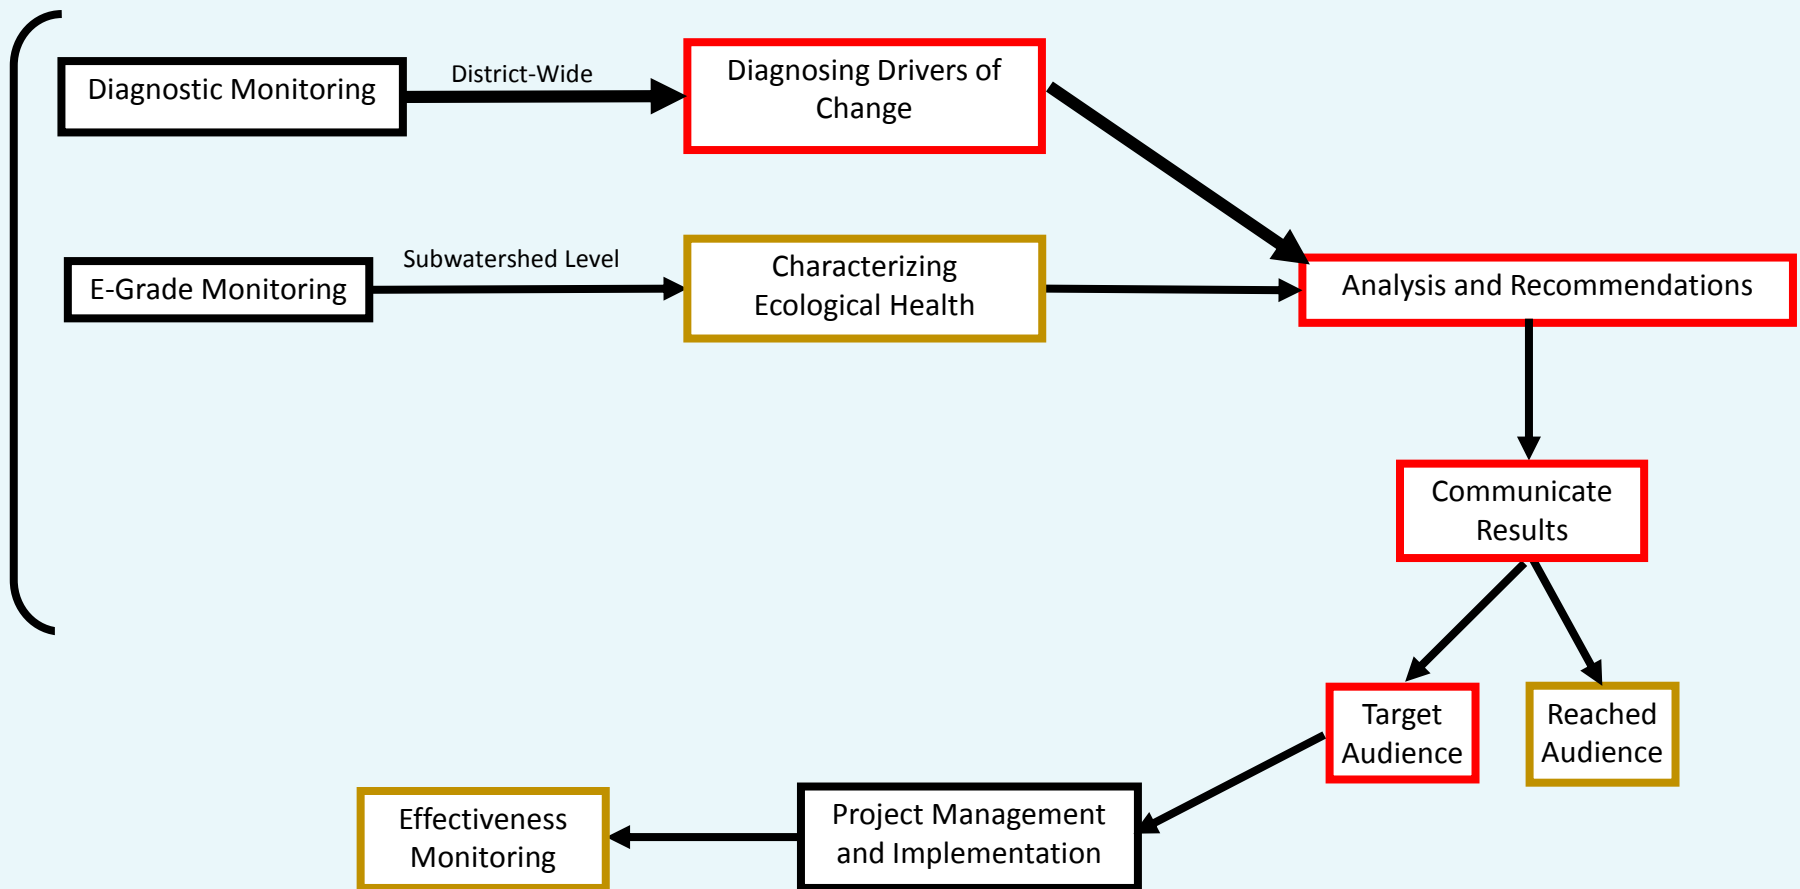 Diagnostic Monitoring
District-Wide
Diagnosing Drivers of
Change
E-Grade Monitoring
Subwatershed Level
Characterizing
Ecological Health
Analysis and Recommendations
Communicate
Results
Target
Audience
Reached
Audience
Project Management
and Implementation
Effectiveness
Monitoring